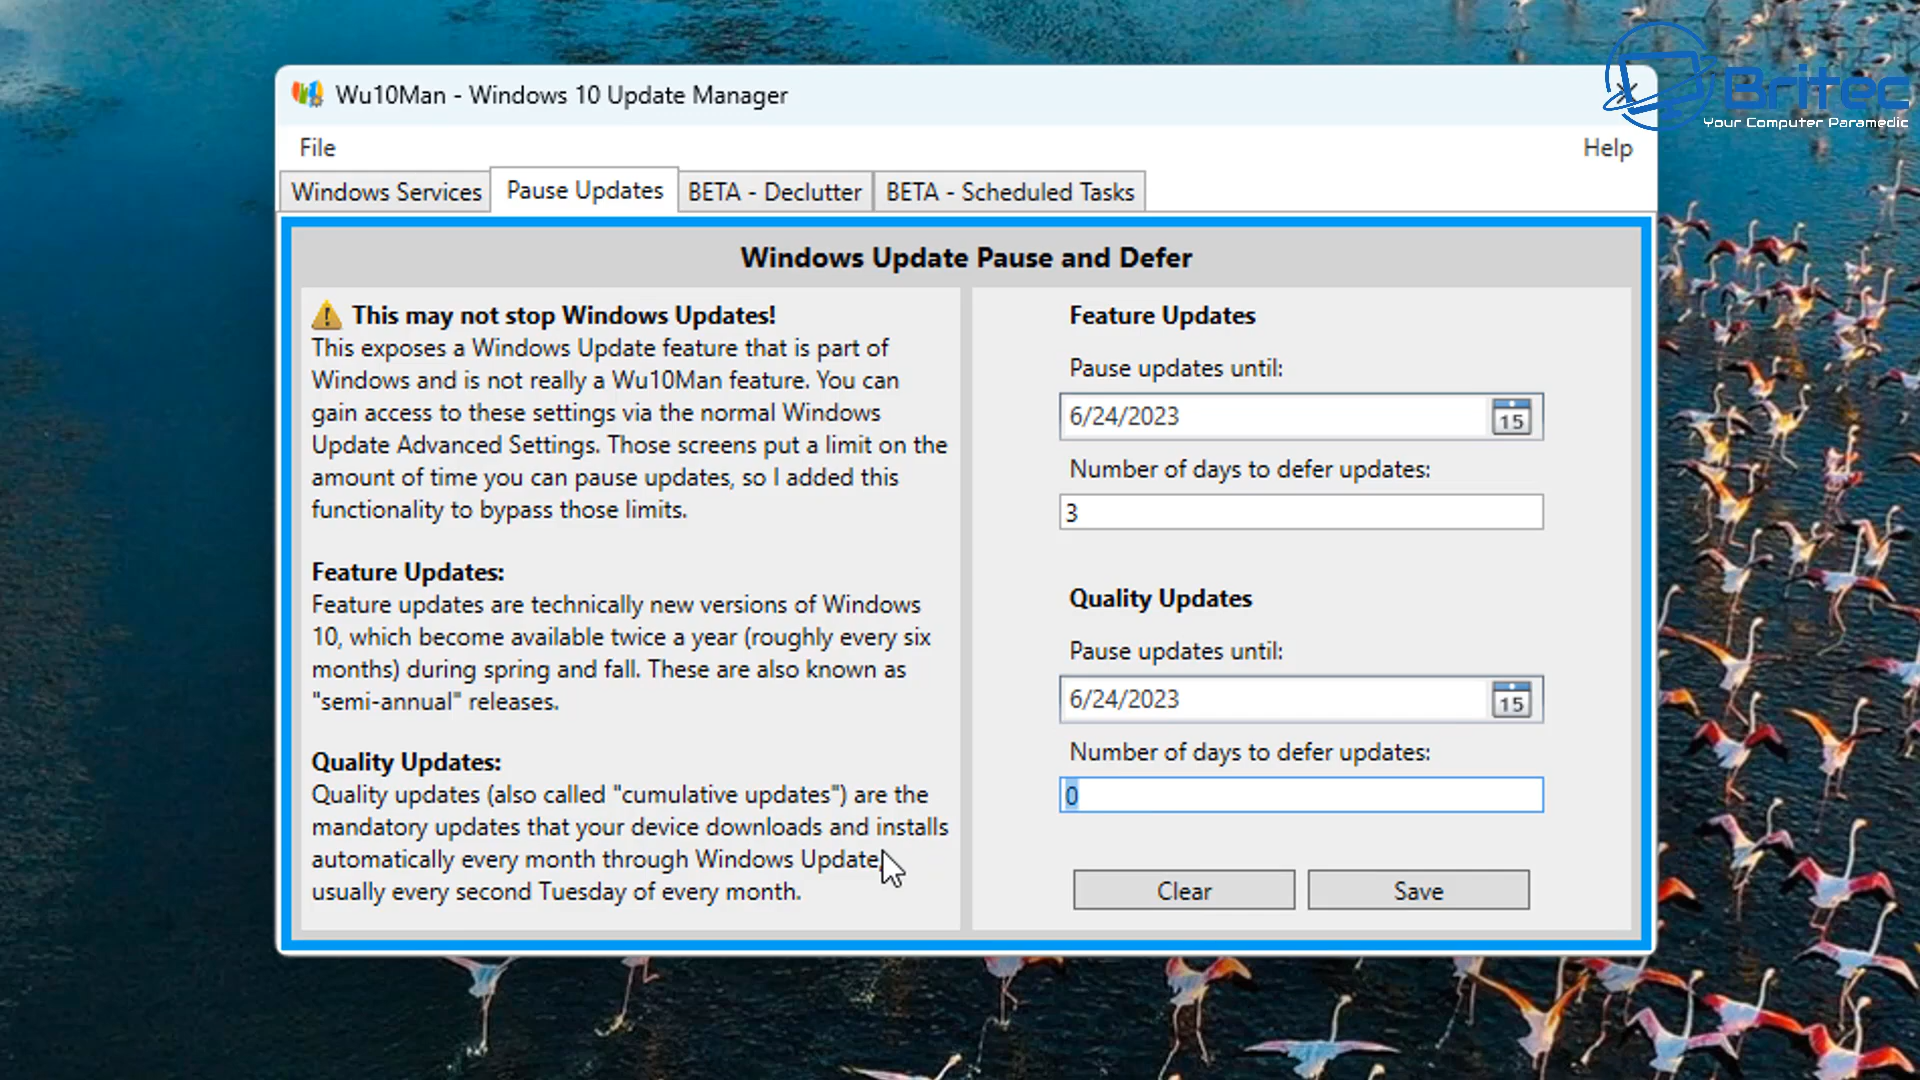 Britec
Your Computer Paramedic
Wu10Man - Windows 10 Update Manager
File
Help
Windows Services
Pause Updates
BETA - Declutter
BETA - Scheduled Tasks
Windows Update Pause and Defer
This may not stop Windows Updates!
This exposes a Windows Update feature that is part of
Windows and is not really a Wu10Man feature. You can
gain access to these settings via the normal Windows
Update Advanced Settings. Those screens put a limit on the
amount of time you can pause updates, so I added this
functionality to bypass those limits.
Feature Updates:
Feature updates are technically new versions of Windows
10, which become available twice a year (roughly every six
months) during spring and fall. These are also known as
"semi-annual" releases.
Quality Updates:
Quality updates (also called "cumulative updates") are the
mandatory updates that your device downloads and installs
automatically every month through Windows Update
usually every second Tuesday of every month.
Feature Updates
Pause updates until:
6/24/2023
15
Number of days to defer updates:
3
Quality Updates
Pause updates until:
6/24/2023
15
Number of days to defer updates:
0
Clear
Save